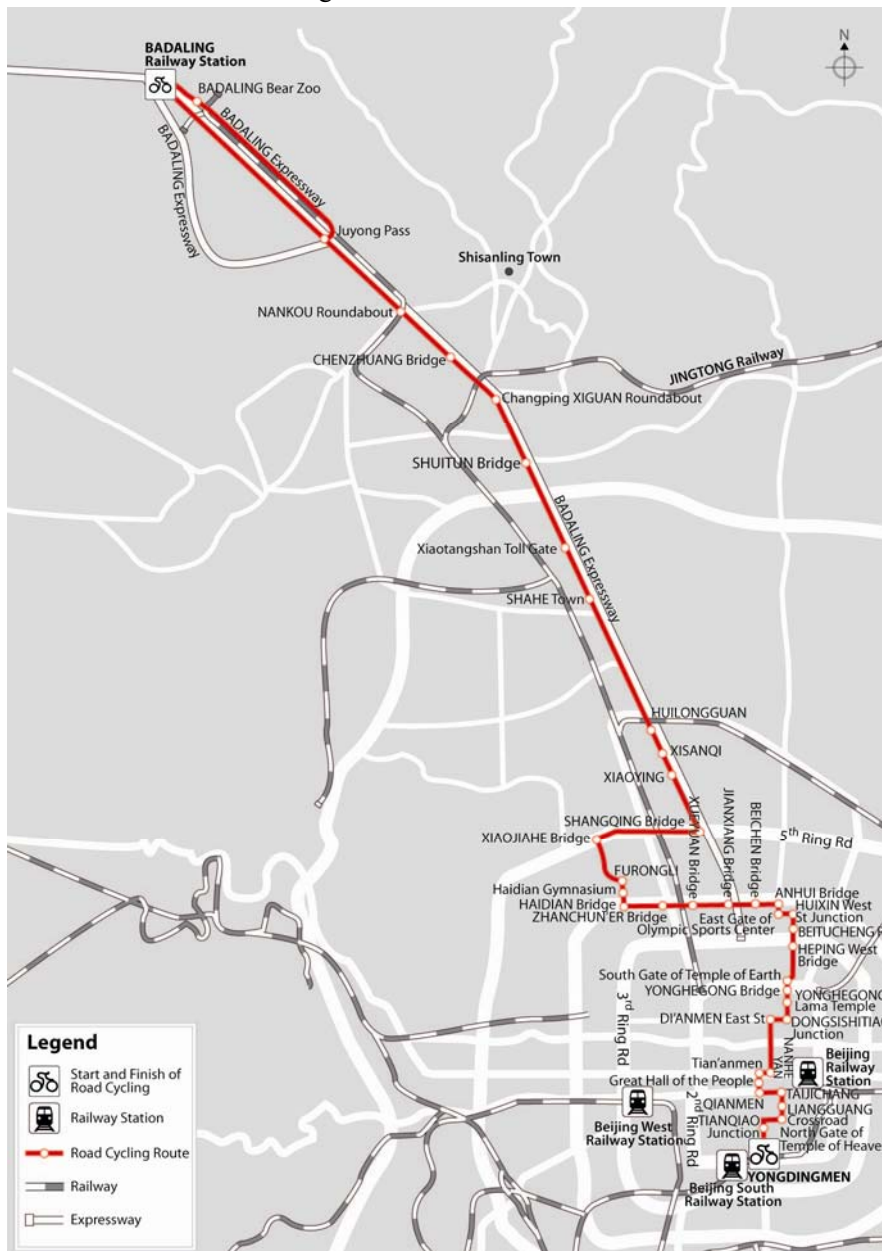 N
BADALING
Railway Station
BADALING Bear Zoo
BADALING Expressway
BADALING Expressway
Juyong Pass
Shisanling Town
NANKOU Roundabout
CHENZHUANG Bridge
JINGTONG Railway
Changping XIGUAN Roundabout
SHUITUN Bridge
BADALING Expressway
Xiaotangshan Toll Gate
SHAHE Town
HUILONGGUAN
XISANQI
XIAOYING
SHANGQING Bridge
XUEYUAN Bridge
JIANXIANG Bridge
BEICHEN Bridge
5th Ring Rd
XIAOJIAHE Bridge
FURONGLI
Haidian Gymnasium
HAIDIAN Bridge
ZHANCHUN'ER Bridge
East Gate of
Olympic Sports Center
ANHUI Bridge
HUIXIN West
St Junction
BEITUCHENG
HEPING West
Bridge
South Gate of Temple of Earth
YONGHEGONG Bridge
YONGHEGONG
Lama Temple
3rd Ring Rd
DI'ANMEN East St
DONGSISHITIAO
Junction
NANHE
YAN
Tian'anmen
Great Hall of the People
Beijing
Railway
Station
2nd Ring Rd
QIANMEN
TAIJICHANG
LIANGGUANG
Crossroad
TIANQIAO
Junction
North Gate of
Temple of Heave
Beijing West
Railway Station
YONGDINGMEN
Beijing South
Railway Station
Legend
Start and Finish of
Road Cycling
Railway Station
Road Cycling Route
Railway
Expressway